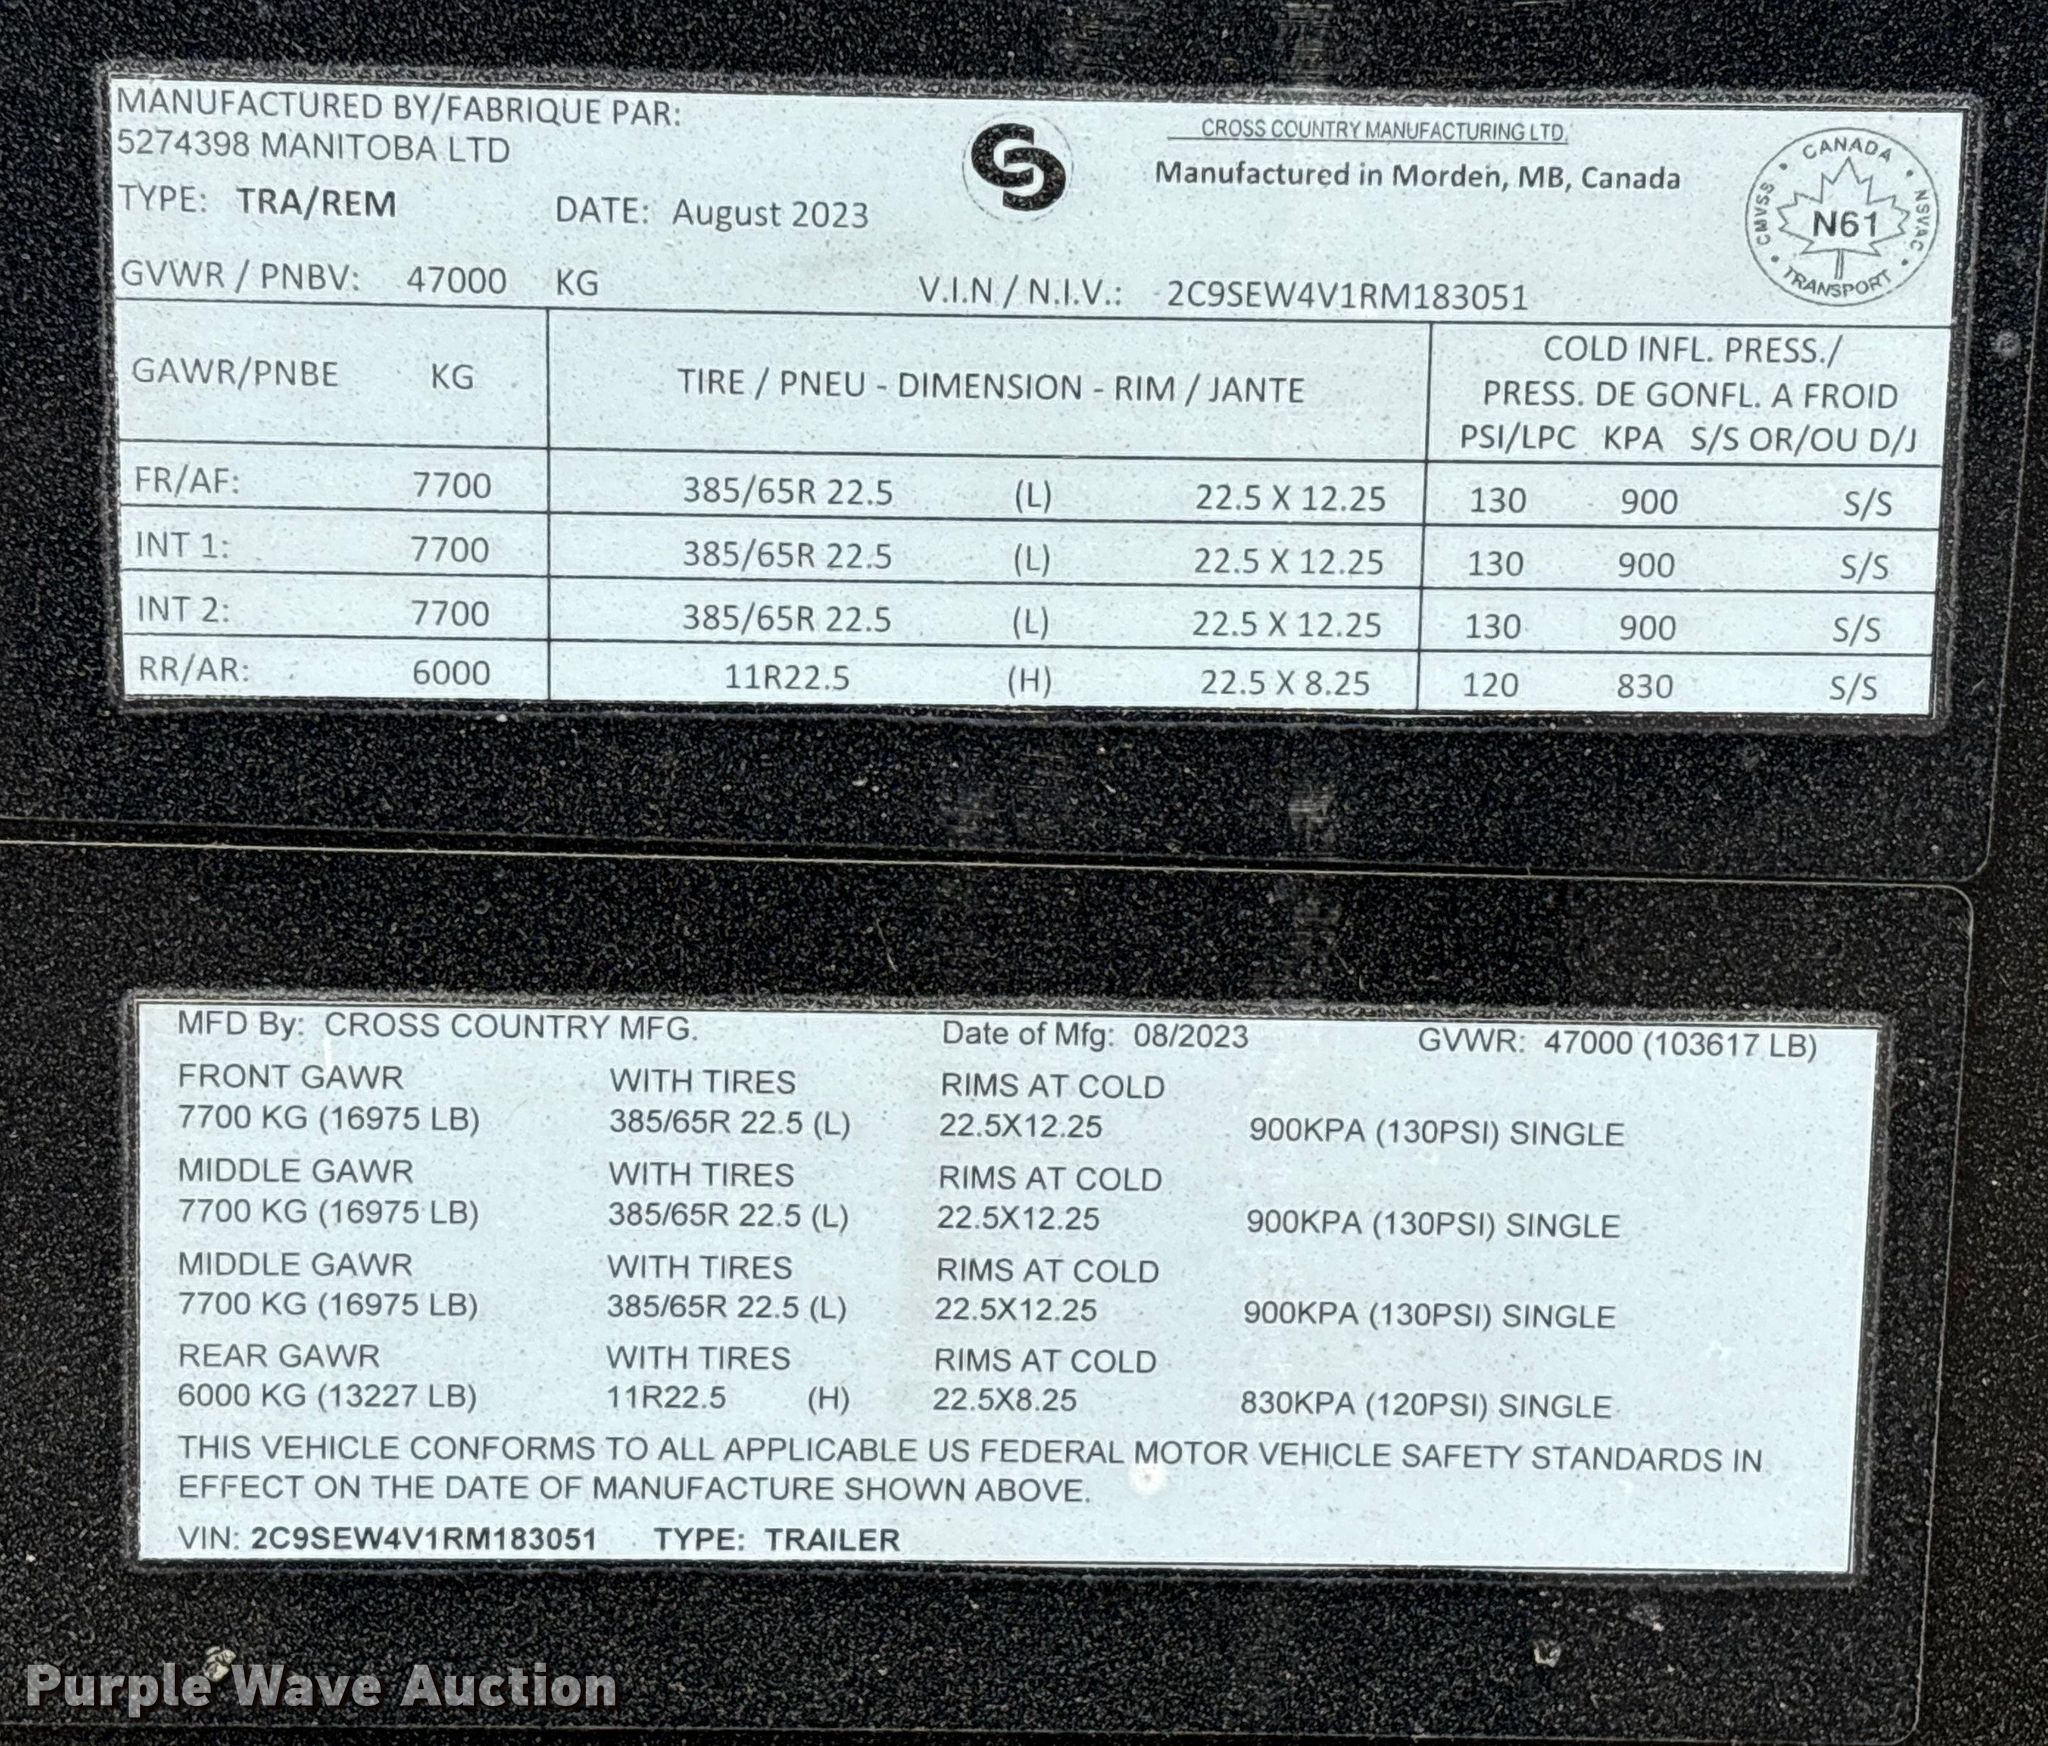 MANUFACTURED BY/FABRIQUE PAR:
5274398 MANITOBA LTD
CROSS COUNTRY MANUFACTURING LTD.
Manufactured in Morden, MB, Canada
CANADA
CMVSS
NSVAC
N61
TRANSPORT
TYPE: TRA/REM DATE: August 2023
GVWR / PNBV: 47000 KG V.I.N / N.I.V.: 2C9SEW4V1RM183051
GAWR/PNBE KG TIRE / PNEU - DIMENSION - RIM / JANTE
COLD INFL. PRESS./
PRESS. DE GONFL. A FROID
PSI/LPC KPA S/S OR/OU D/J
FR/AF: 7700 385/65R 22.5 (L) 22.5 X 12.25 130 900 S/S
INT 1: 7700 385/65R 22.5 (L) 22.5 X 12.25 130 900 S/S
INT 2: 7700 385/65R 22.5 (L) 22.5 X 12.25 130 900 S/S
RR/AR: 6000 11R22.5 (H) 22.5 X 8.25 120 830 S/S
MFD By: CROSS COUNTRY MFG. Date of Mfg: 08/2023 GVWR: 47000 (103617 LB)
FRONT GAWR WITH TIRES RIMS AT COLD
7700 KG (16975 LB) 385/65R 22.5 (L) 22.5X12.25 900KPA (130PSI) SINGLE
MIDDLE GAWR WITH TIRES RIMS AT COLD
7700 KG (16975 LB) 385/65R 22.5 (L) 22.5X12.25 900KPA (130PSI) SINGLE
MIDDLE GAWR WITH TIRES RIMS AT COLD
7700 KG (16975 LB) 385/65R 22.5 (L) 22.5X12.25 900KPA (130PSI) SINGLE
REAR GAWR WITH TIRES RIMS AT COLD
6000 KG (13227 LB) 11R22.5 (H) 22.5X8.25 830KPA (120PSI) SINGLE
THIS VEHICLE CONFORMS TO ALL APPLICABLE US FEDERAL MOTOR VEHICLE SAFETY STANDARDS IN
EFFECT ON THE DATE OF MANUFACTURE SHOWN ABOVE.
VIN: 2C9SEW4V1RM183051 TYPE: TRAILER
Purple Wave Auction